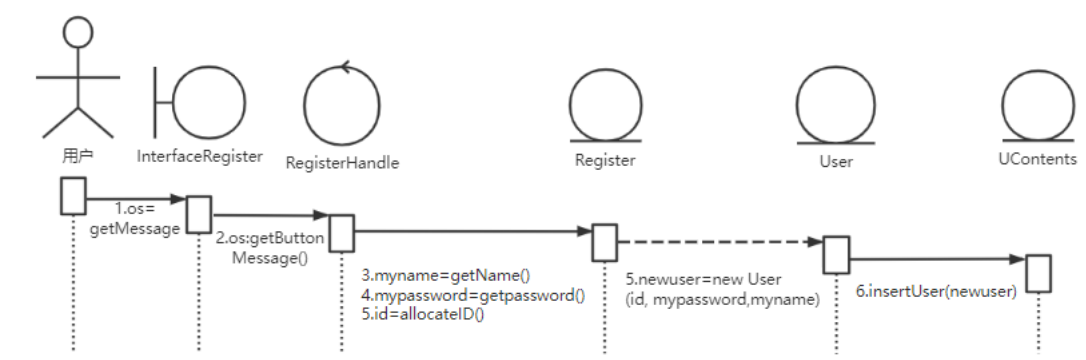 用户
InterfaceRegister
RegisterHandle
Register
User
UContents
1.os=
getMessage
2.os:getButton
Message()
3.myname=getName()
4.mypassword=getpassword()
5.id=allocateID()
5.newuser=new User
(id, mypassword,myname)
6.insertUser(newuser)